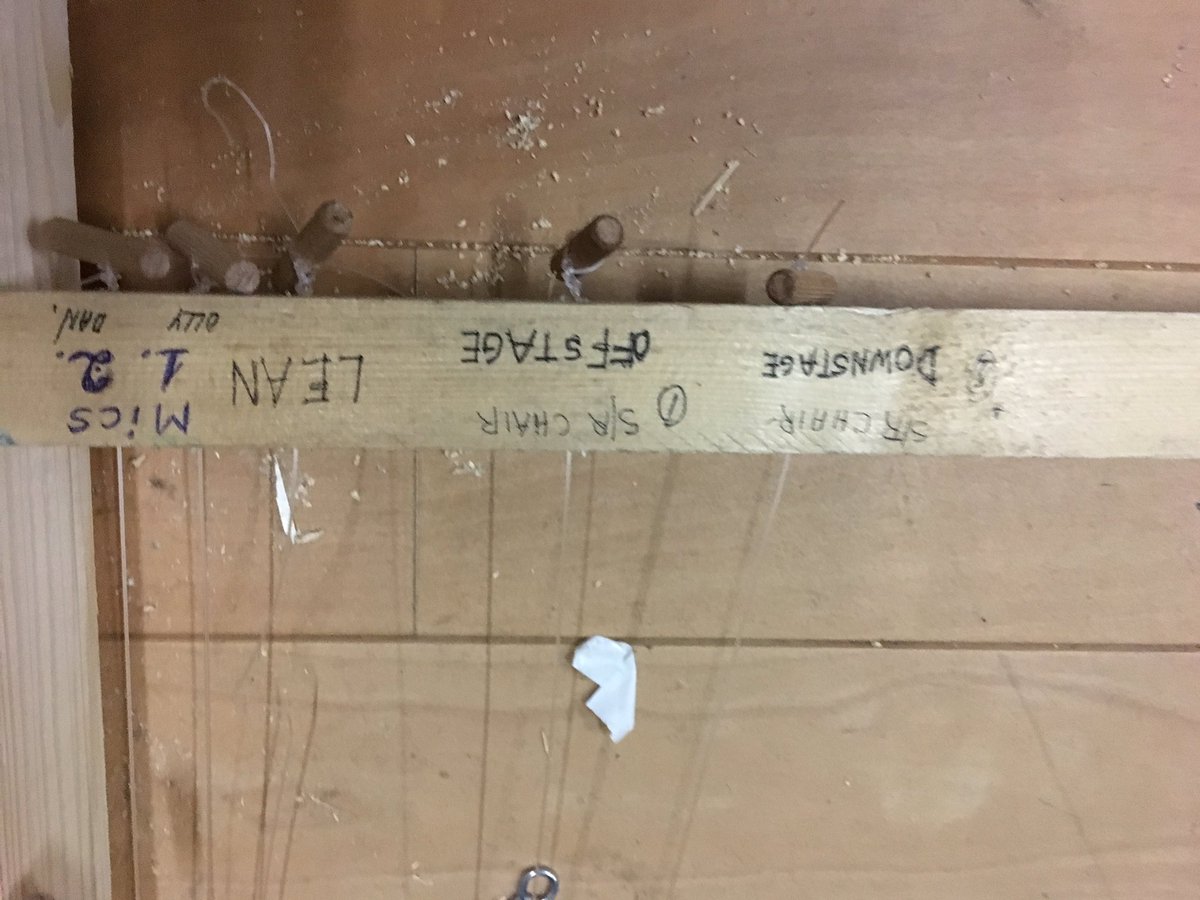 S/R CHAIR
DOWNSTAGE
① S/R CHAIR
OFFSTAGE
LEAN
MiCS
1. 2.
OLLY DAN.